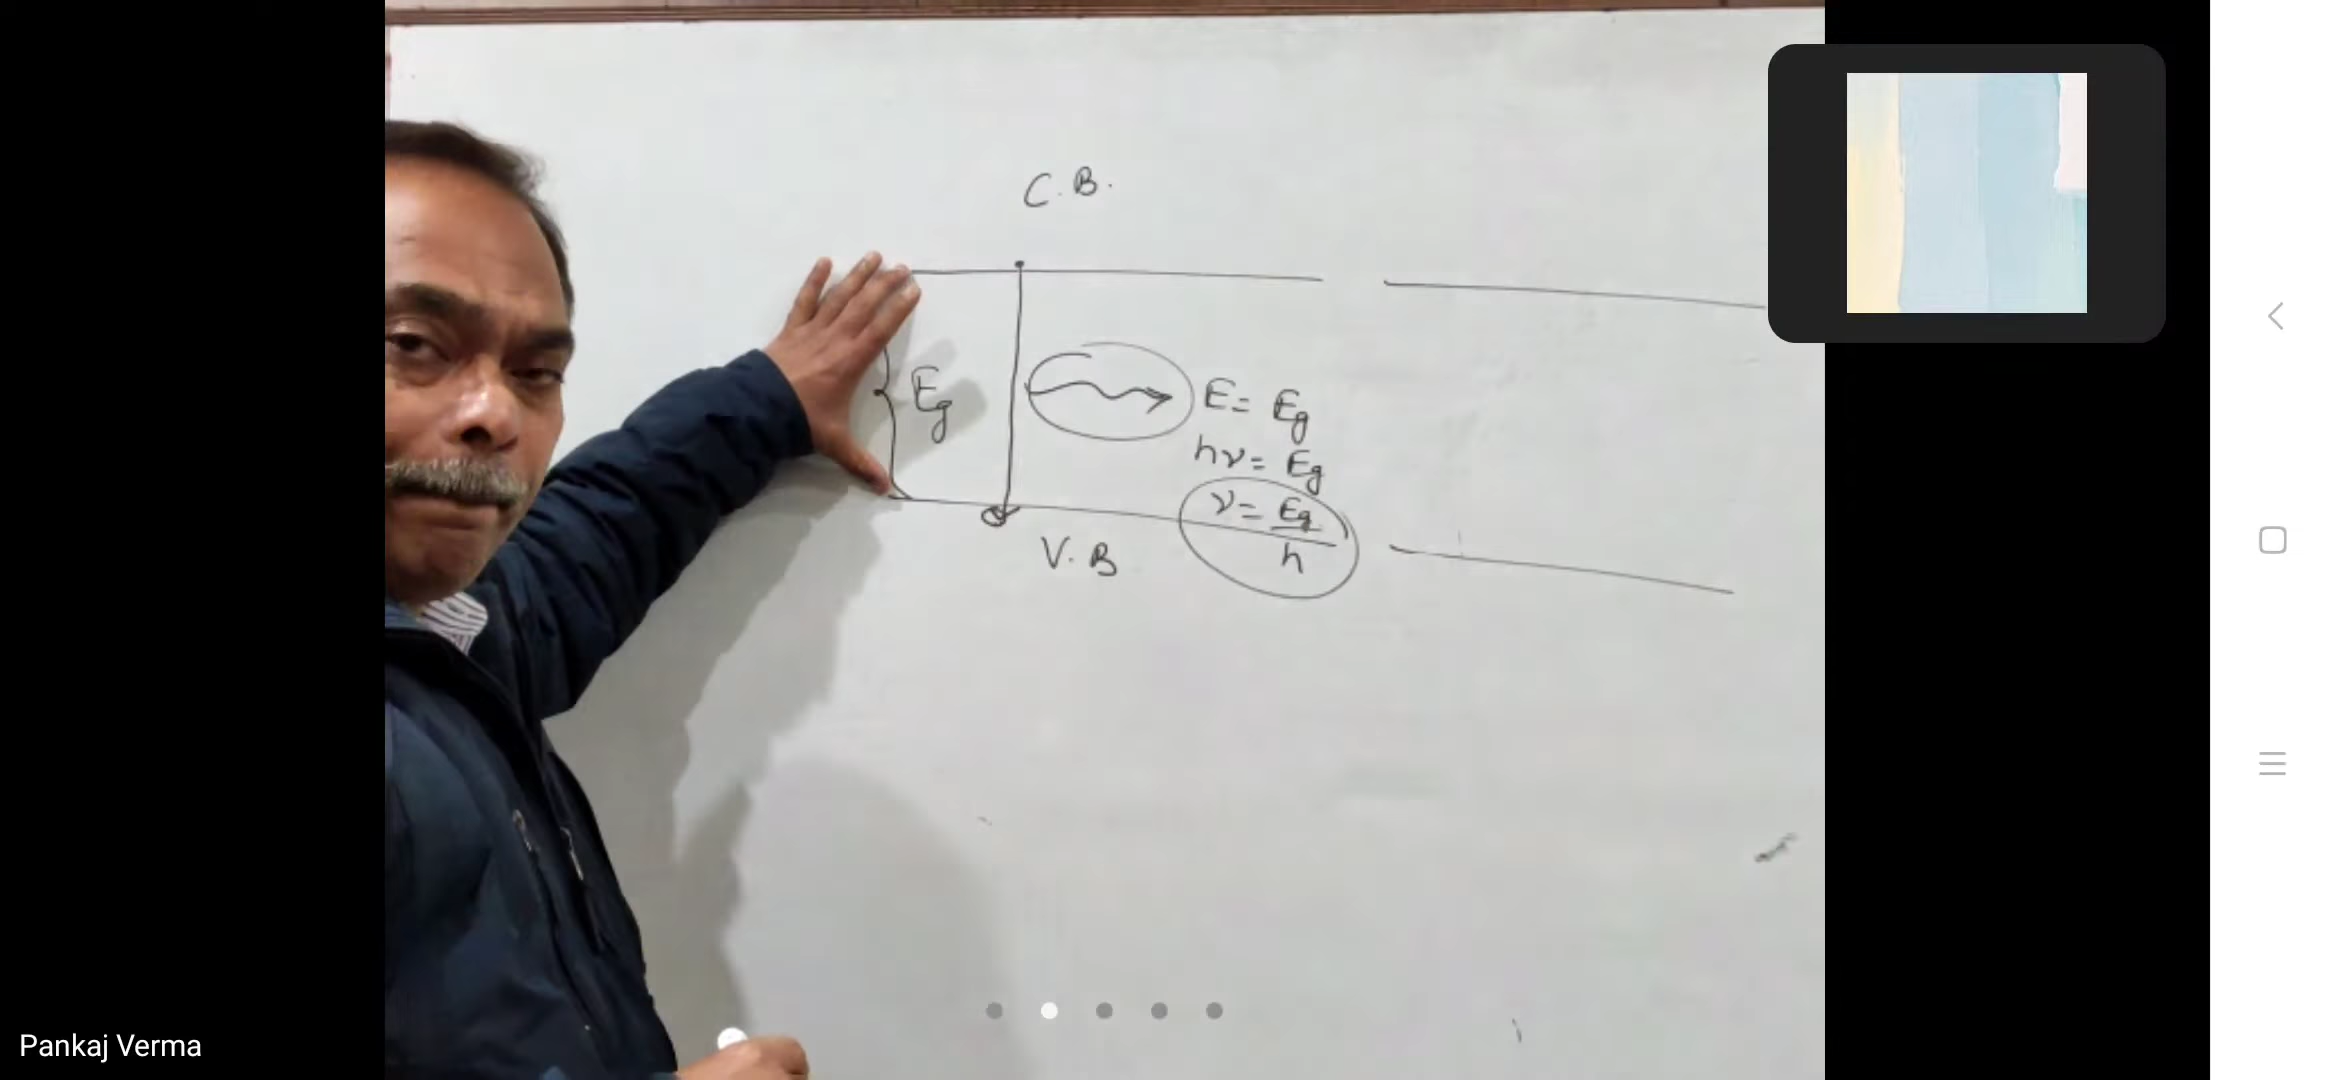 C.B.
Eg
E = Eg
hν = Eg
ν = Eg/h
V.B
Pankaj Verma